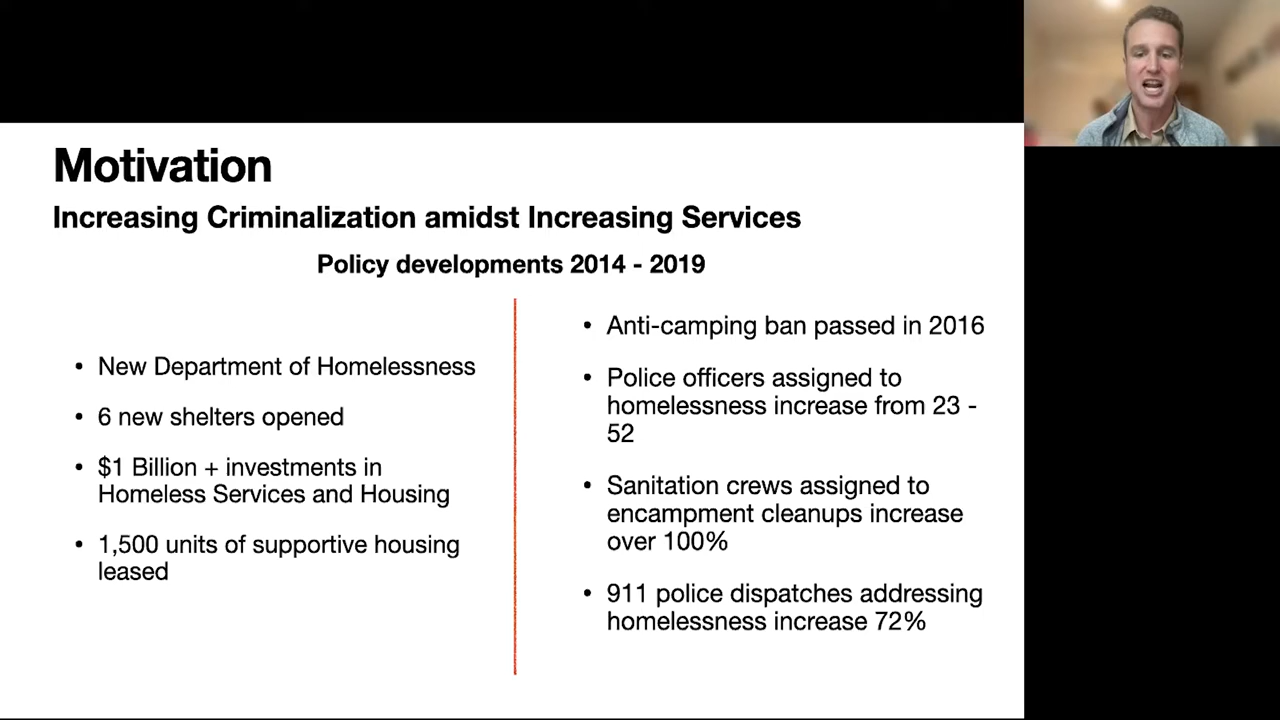 Motivation
Increasing Criminalization amidst Increasing Services
Policy developments 2014 - 2019
• New Department of Homelessness
• 6 new shelters opened
• $1 Billion + investments in
Homeless Services and Housing
• 1,500 units of supportive housing
leased
• Anti-camping ban passed in 2016
• Police officers assigned to
homelessness increase from 23 -
52
• Sanitation crews assigned to
encampment cleanups increase
over 100%
• 911 police dispatches addressing
homelessness increase 72%